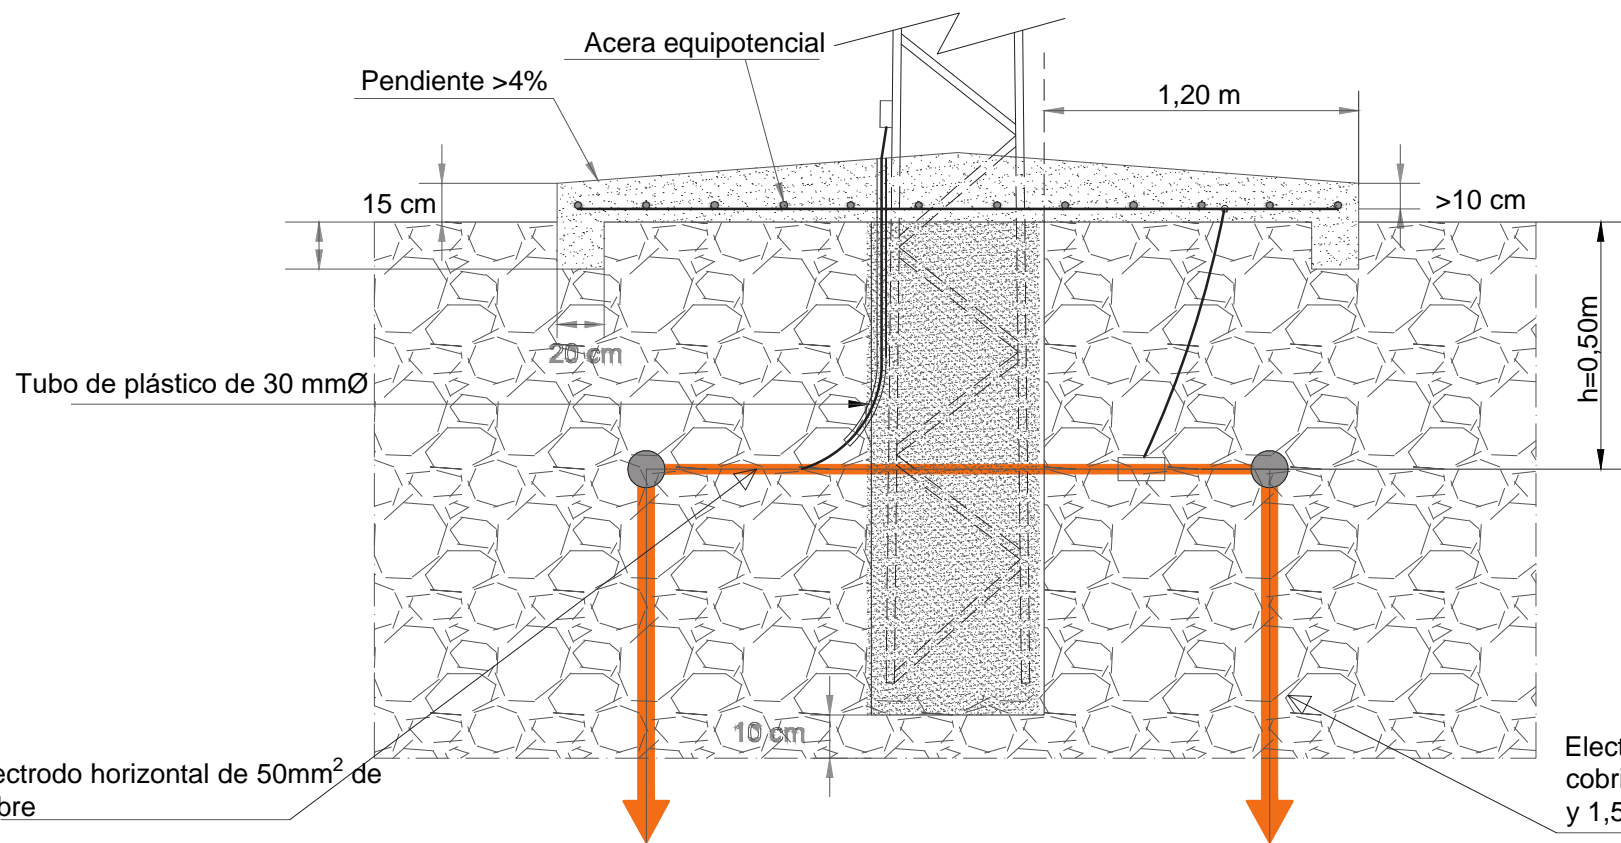 Acera equipotencial
Pendiente >4%
1,20 m
15 cm
>10 cm
20 cm
h=0,50m
Tubo de plástico de 30 mmØ
10 cm
ectrodo horizontal de 50mm² de
bre
Elect
cobri
y 1,5